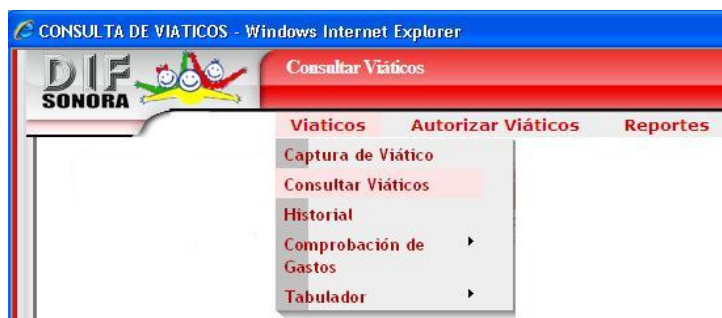 CONSULTA DE VIATICOS - Windows Internet Explorer
DIF
SONORA
Consultar Viáticos
Viaticos Autorizar Viáticos Reportes
Captura de Viático
Consultar Viáticos
Historial
Comprobación de
Gastos
Tabulador